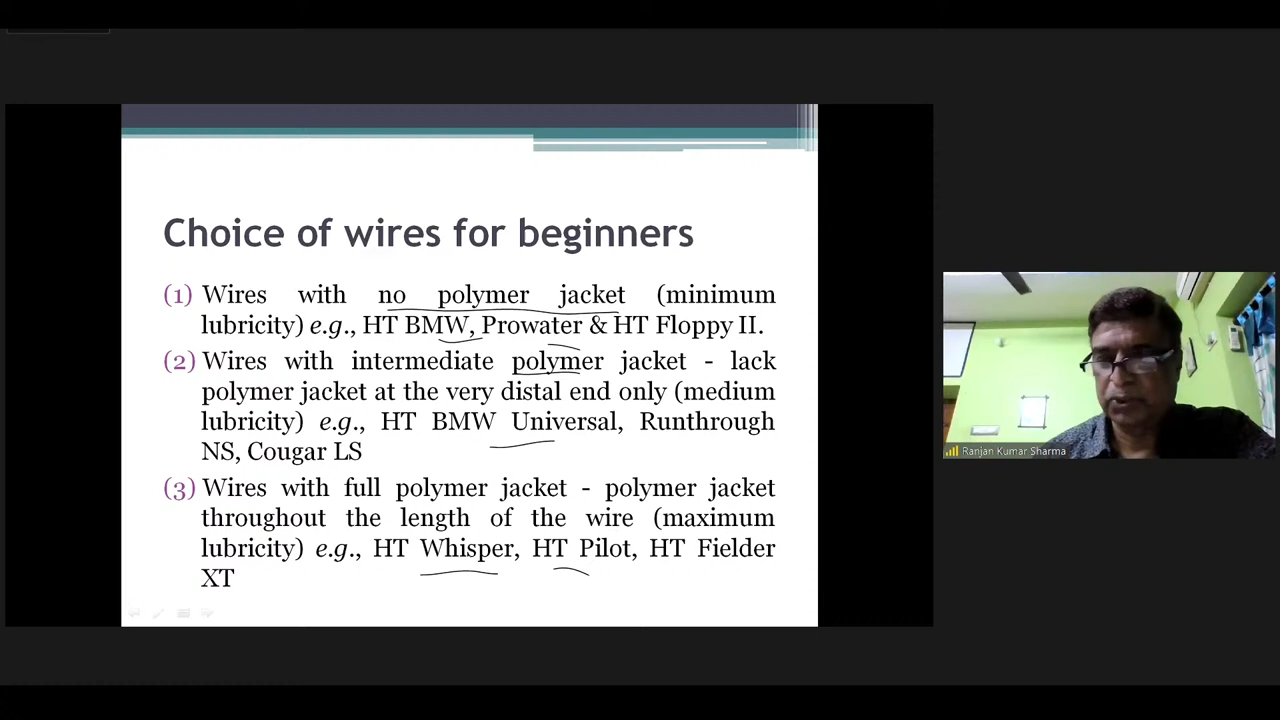 Choice of wires for beginners
(1) Wires with no polymer jacket (minimum
lubricity) e.g., HT BMW, Prowater & HT Floppy II.
(2) Wires with intermediate polymer jacket - lack
polymer jacket at the very distal end only (medium
lubricity) e.g., HT BMW Universal, Runthrough
NS, Cougar LS
(3) Wires with full polymer jacket - polymer jacket
throughout the length of the wire (maximum
lubricity) e.g., HT Whisper, HT Pilot, HT Fielder
XT
Ranjan Kumar Sharma